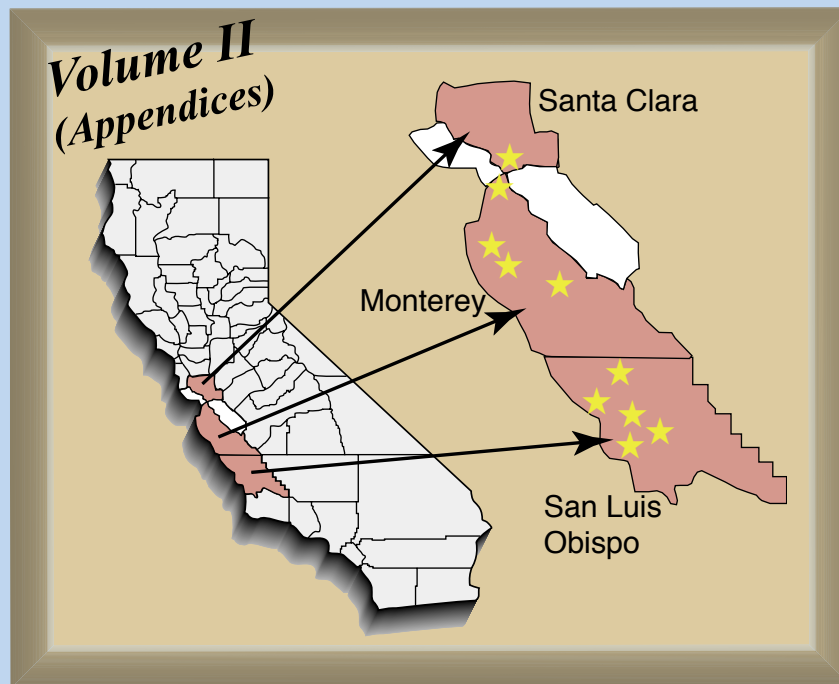 Volume II
(Appendices)
Santa Clara
Monterey
San Luis
Obispo